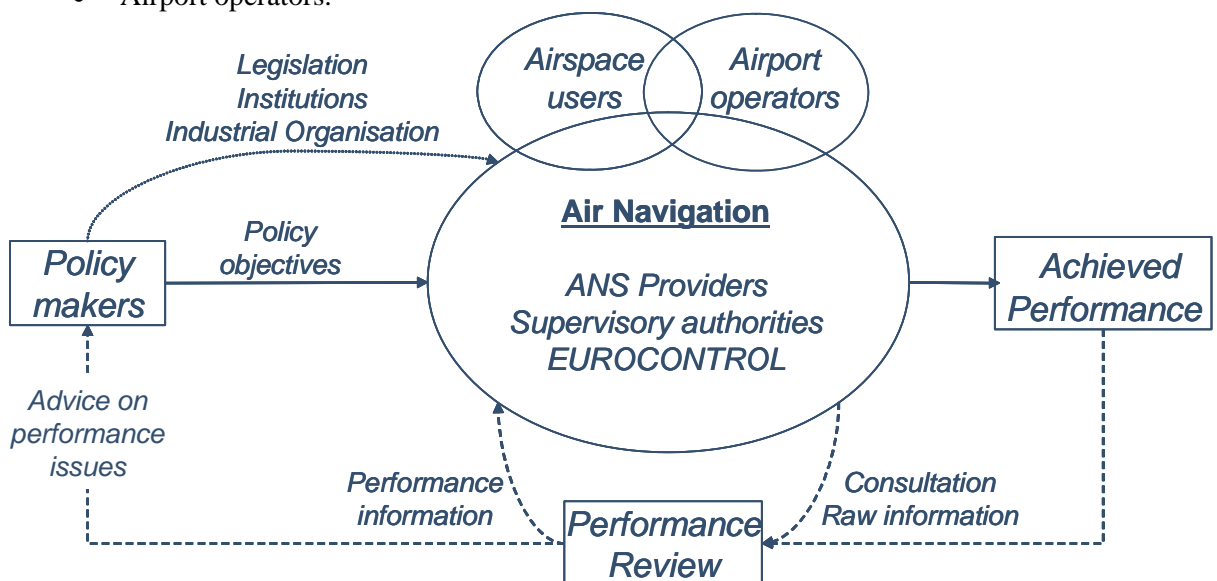 Airport operators.
Legislation
Institutions
Industrial Organisation
Airspace
users
Airport
operators
Air Navigation
ANS Providers
Supervisory authorities
EUROCONTROL
Policy
makers
Policy
objectives
Achieved
Performance
Advice on
performance
issues
Performance
information
Consultation
Raw information
Performance
Review